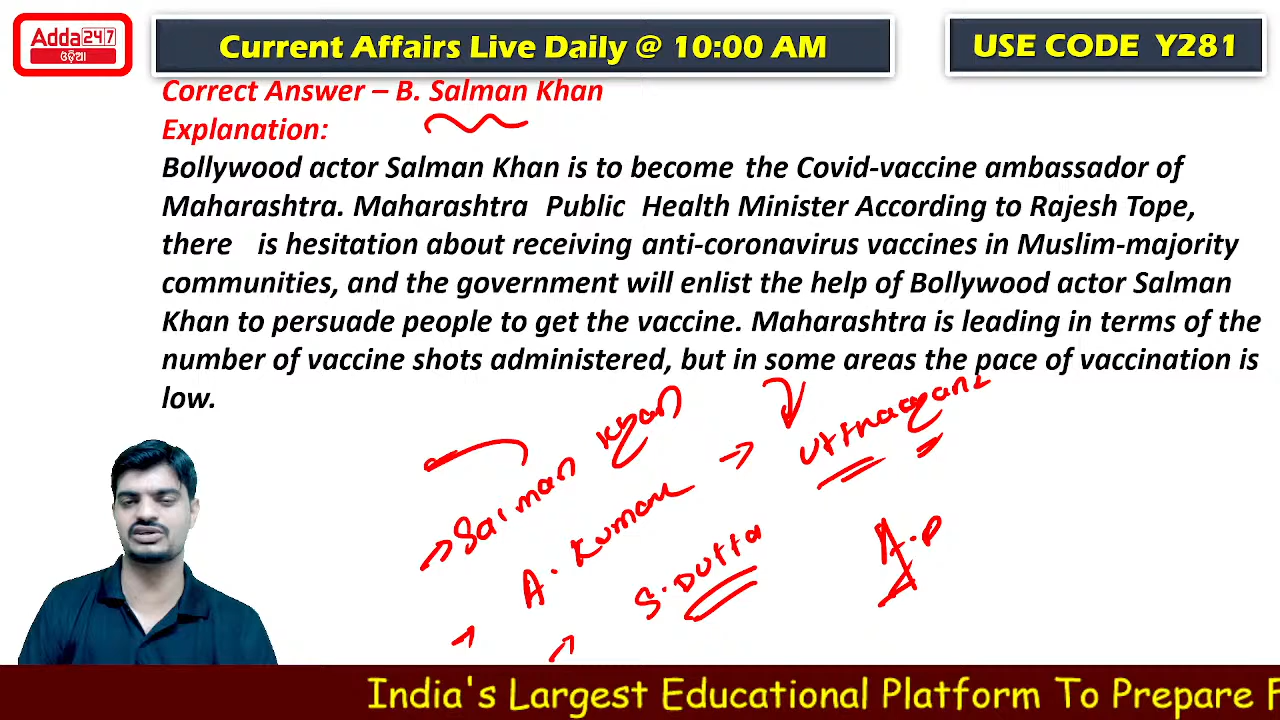 Adda247
ଓଡ଼ିଆ
Current Affairs Live Daily @ 10:00 AM
USE CODE Y281
Correct Answer – B. Salman Khan
Explanation:
Bollywood actor Salman Khan is to become the Covid-vaccine ambassador of
Maharashtra. Maharashtra Public Health Minister According to Rajesh Tope,
there is hesitation about receiving anti-coronavirus vaccines in Muslim-majority
communities, and the government will enlist the help of Bollywood actor Salman
Khan to persuade people to get the vaccine. Maharashtra is leading in terms of the
number of vaccine shots administered, but in some areas the pace of vaccination is
low.
Salman Khan
A. Kumar
S. Dutta
A.P
India's Largest Educational Platform To Prepare F